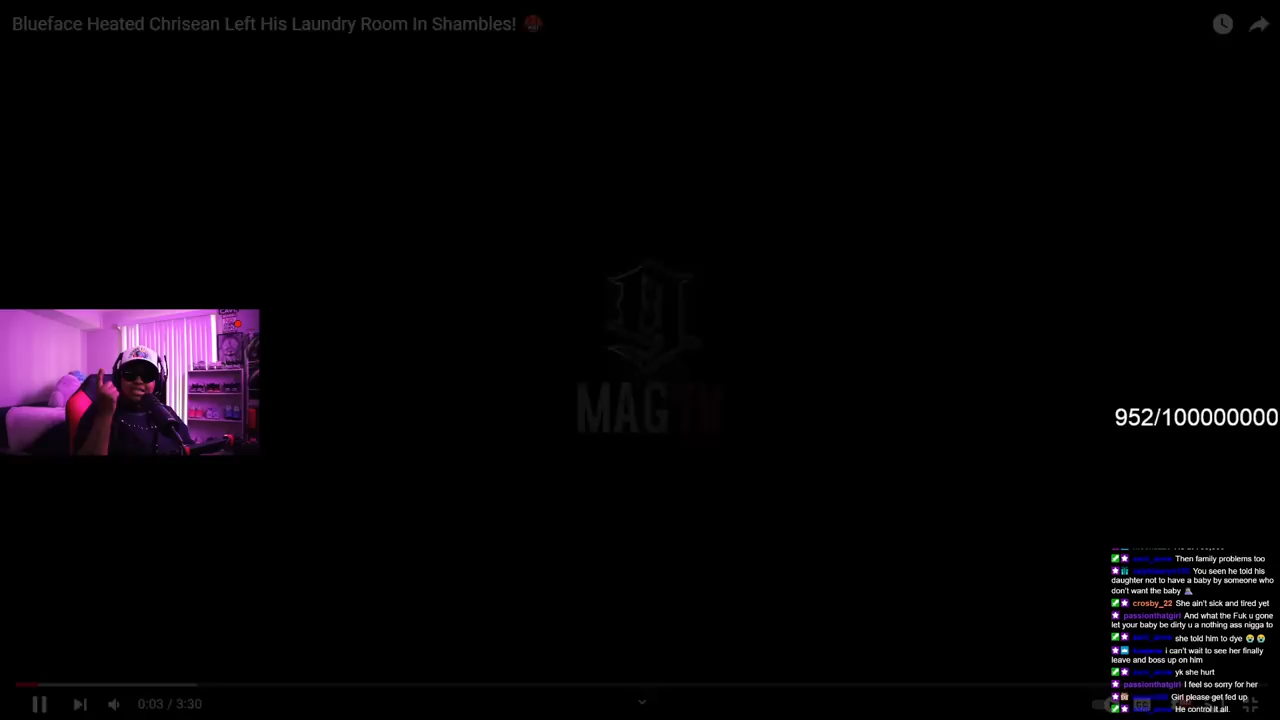 Blueface Heated Chrisean Left His Laundry Room In Shambles!
MAGTV
952/100000000
Then family problems too
You seen he told his
daughter not to have a baby by someone who
don't want the baby
crosby_22 She ain't sick and tired yet
passionthatgirl And what the Fuk u gone
let your baby be dirty u a nothing ass nigga to
she told him to dye 😭😭
i can't wait to see her finally
leave and boss up on him
yk she hurt
passionthatgirl I feel so sorry for her
Girl please get fed up
He control it all.
0:03 / 3:30